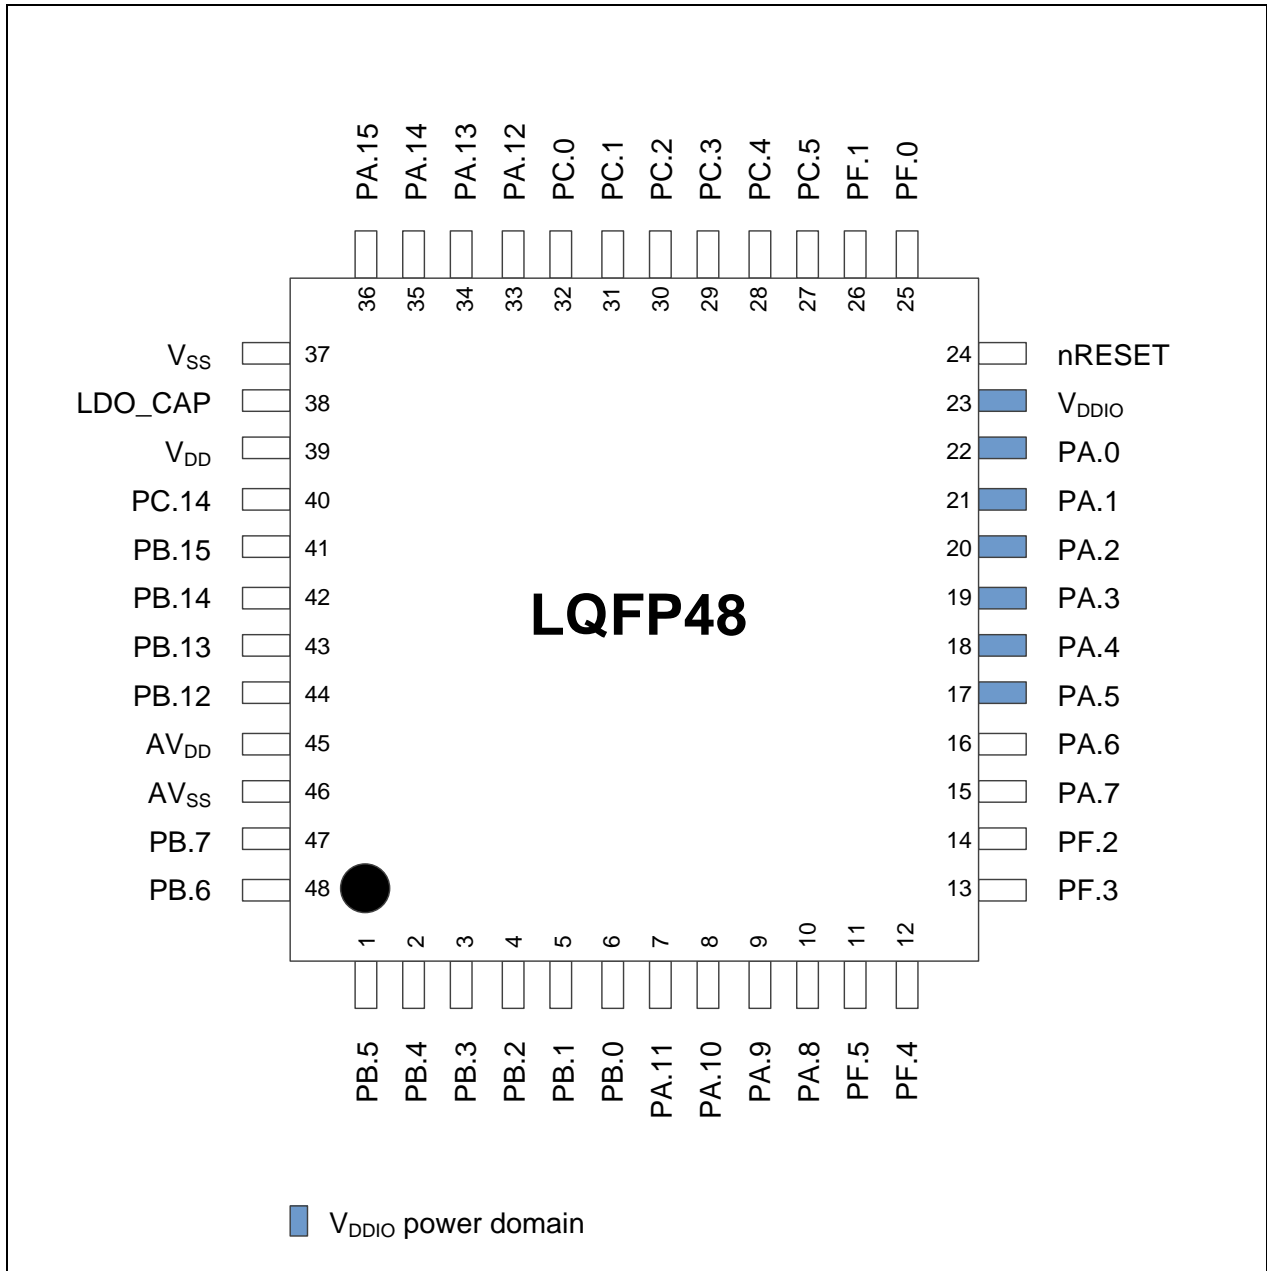 PA.15 PA.14 PA.13 PA.12 PC.0 PC.1 PC.2 PC.3 PC.4 PC.5 PF.1 PF.0
36 35 34 33 32 31 30 29 28 27 26 25
VSS 37 24 nRESET
LDO_CAP 38 23 VDDIO
VDD 39 22 PA.0
PC.14 40 21 PA.1
PB.15 41 20 PA.2
PB.14 42 19 PA.3
LQFP48
PB.13 43 18 PA.4
PB.12 44 17 PA.5
AVDD 45 16 PA.6
AVSS 46 15 PA.7
PB.7 47 14 PF.2
PB.6 48 13 PF.3
1 2 3 4 5 6 7 8 9 10 11 12
PB.5 PB.4 PB.3 PB.2 PB.1 PB.0 PA.11 PA.10 PA.9 PA.8 PF.5 PF.4
VDDIO power domain